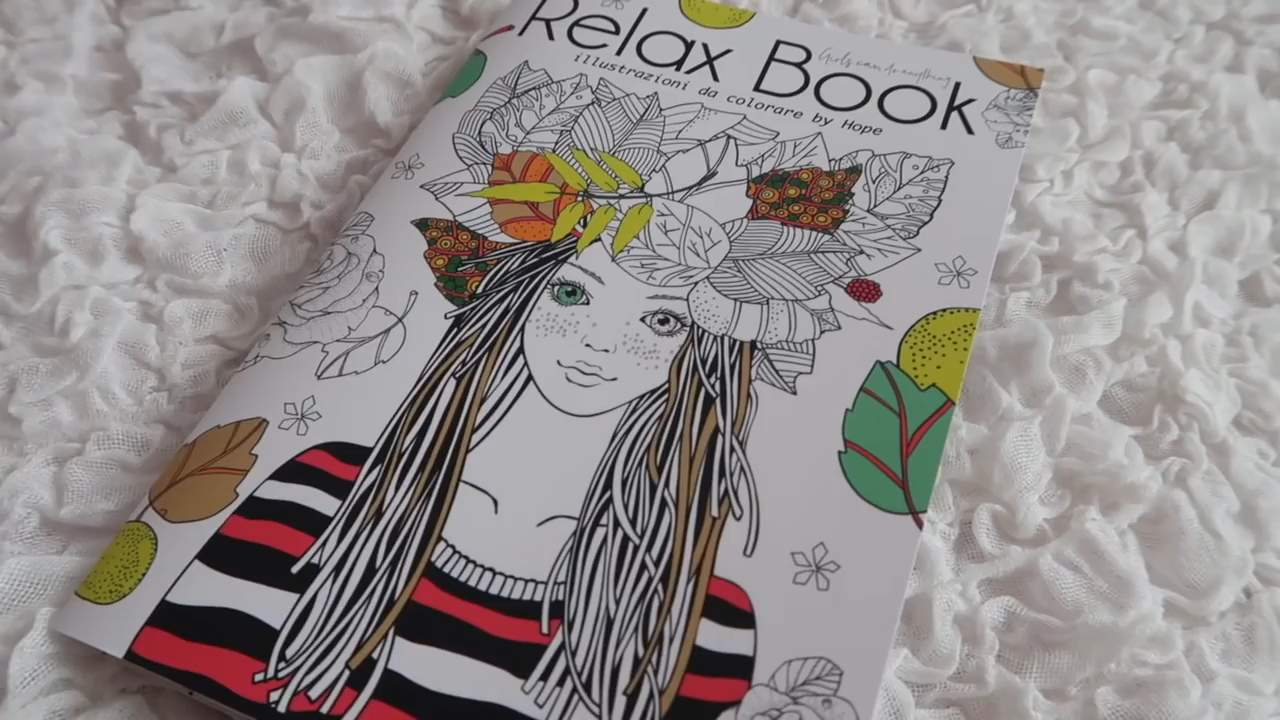 Relax Book
Girls can do anything
illustrazioni da colorare by Hope